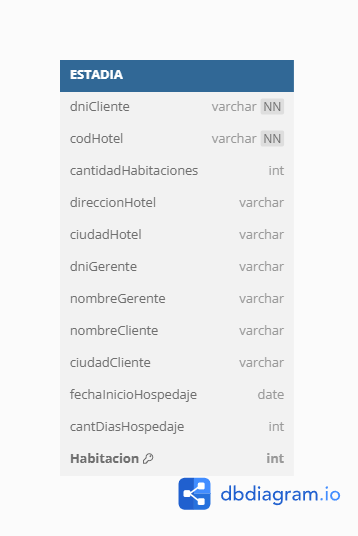 ESTADIA
dniCliente varchar NN
codHotel varchar NN
cantidadHabitaciones int
direccionHotel varchar
ciudadHotel varchar
dniGerente varchar
nombreGerente varchar
nombreCliente varchar
ciudadCliente varchar
fechaInicioHospedaje date
cantDiasHospedaje int
Habitacion int
dbdiagram.io